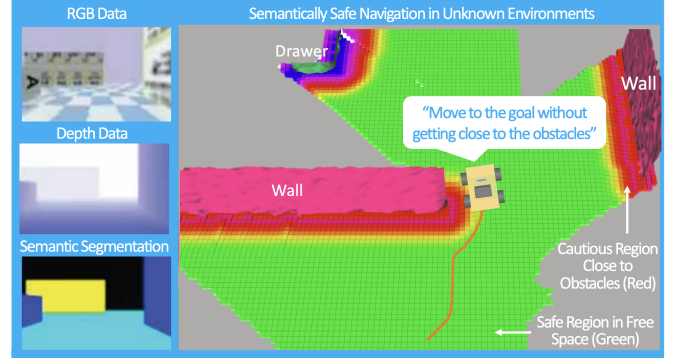 RGB Data
Depth Data
Semantic Segmentation
Semantically Safe Navigation in Unknown Environments
Drawer
Wall
“Move to the goal without
getting close to the obstacles”
Wall
Cautious Region
Close to
Obstacles (Red)
Safe Region in Free
Space (Green)